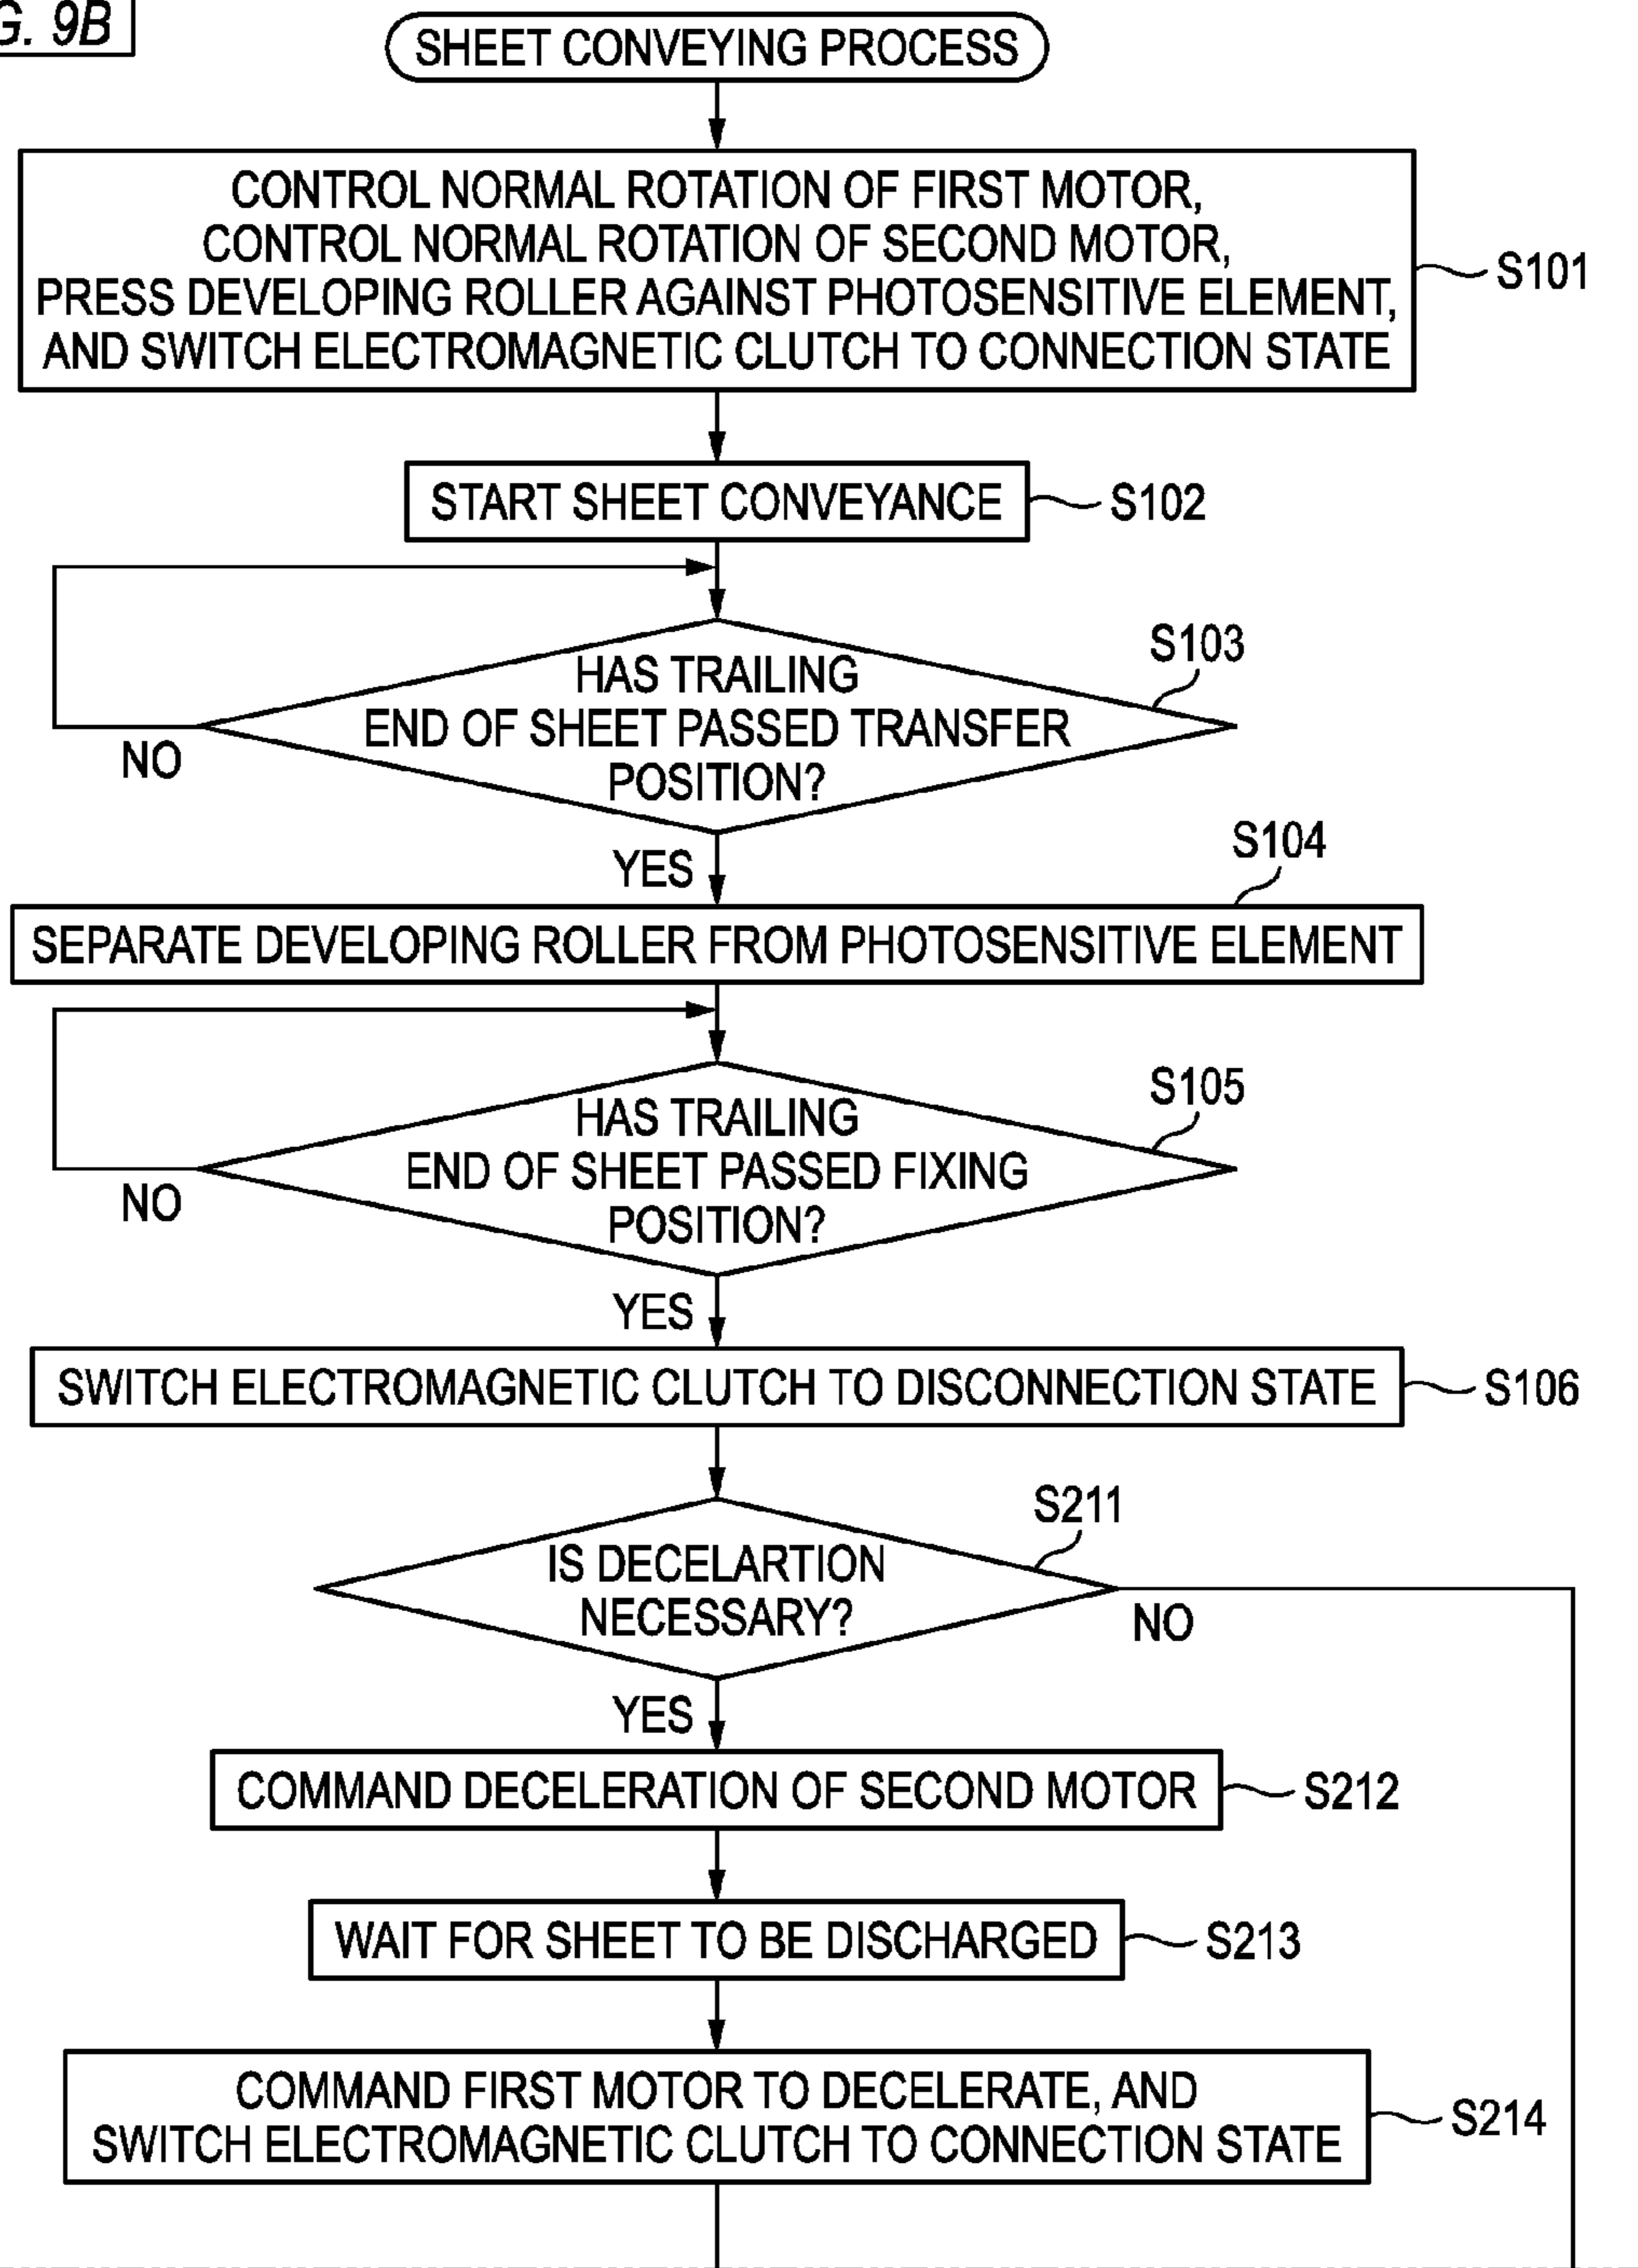 G. 9B
SHEET CONVEYING PROCESS
CONTROL NORMAL ROTATION OF FIRST MOTOR,
CONTROL NORMAL ROTATION OF SECOND MOTOR,
PRESS DEVELOPING ROLLER AGAINST PHOTOSENSITIVE ELEMENT,
AND SWITCH ELECTROMAGNETIC CLUTCH TO CONNECTION STATE
S101
START SHEET CONVEYANCE
S102
S103
HAS TRAILING
END OF SHEET PASSED TRANSFER
POSITION?
NO
YES
S104
SEPARATE DEVELOPING ROLLER FROM PHOTOSENSITIVE ELEMENT
S105
HAS TRAILING
END OF SHEET PASSED FIXING
POSITION?
NO
YES
SWITCH ELECTROMAGNETIC CLUTCH TO DISCONNECTION STATE
S106
S211
IS DECELARTION
NECESSARY?
NO
YES
COMMAND DECELERATION OF SECOND MOTOR
S212
WAIT FOR SHEET TO BE DISCHARGED
S213
COMMAND FIRST MOTOR TO DECELERATE, AND
SWITCH ELECTROMAGNETIC CLUTCH TO CONNECTION STATE
S214